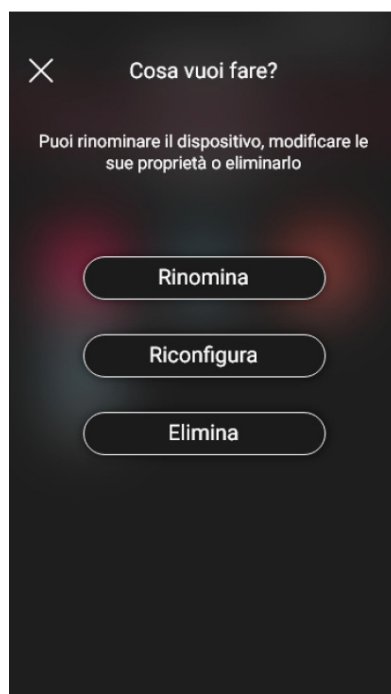 Cosa vuoi fare?
Puoi rinominare il dispositivo, modificare le
sue proprietà o eliminarlo
Rinomina
Riconfigura
Elimina